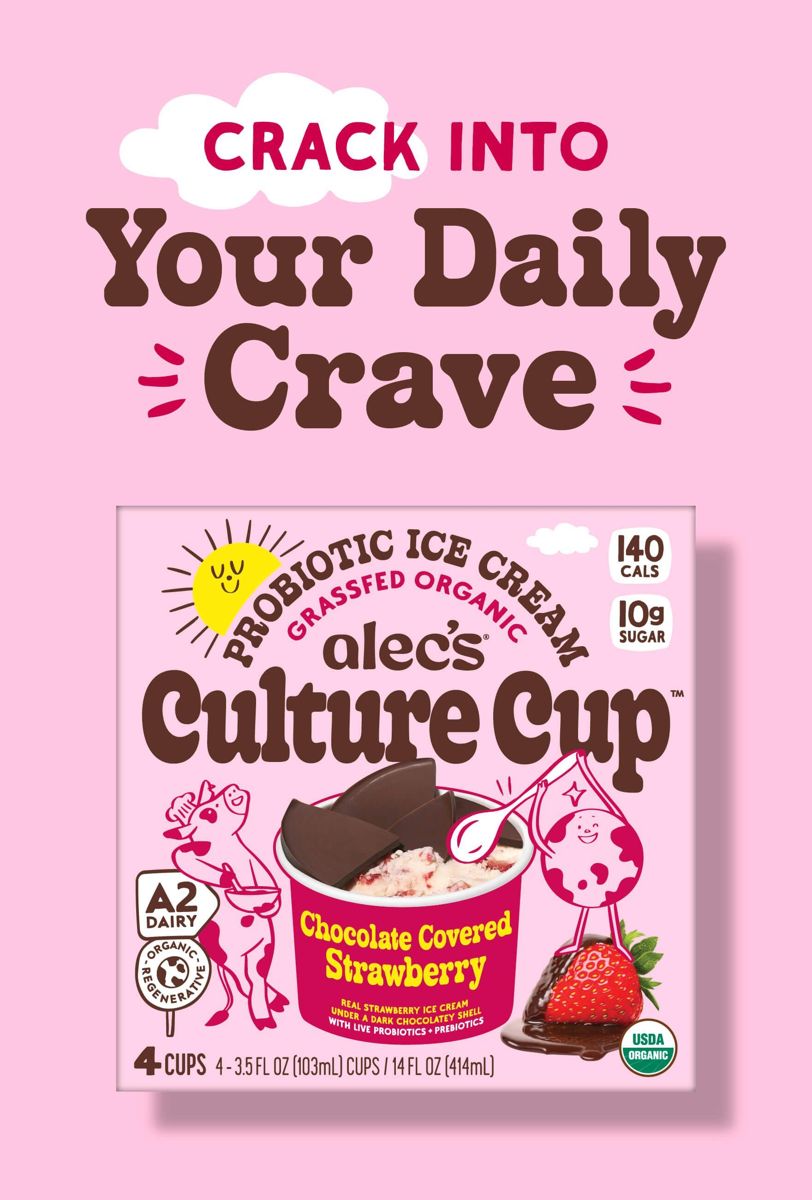 CRACK INTO
Your Daily
Crave
PROBIOTIC ICE CREAM
GRASSFED ORGANIC
alec's®
Culture Cup™
140
CALS
10g
SUGAR
A2
DAIRY
ORGANIC
REGENERATIVE
Chocolate Covered
Strawberry
REAL STRAWBERRY ICE CREAM
UNDER A DARK CHOCOLATEY SHELL
WITH LIVE PROBIOTICS + PREBIOTICS
4 CUPS 4 - 3.5 FL OZ (103mL) CUPS / 14 FL OZ (414mL)
USDA
ORGANIC